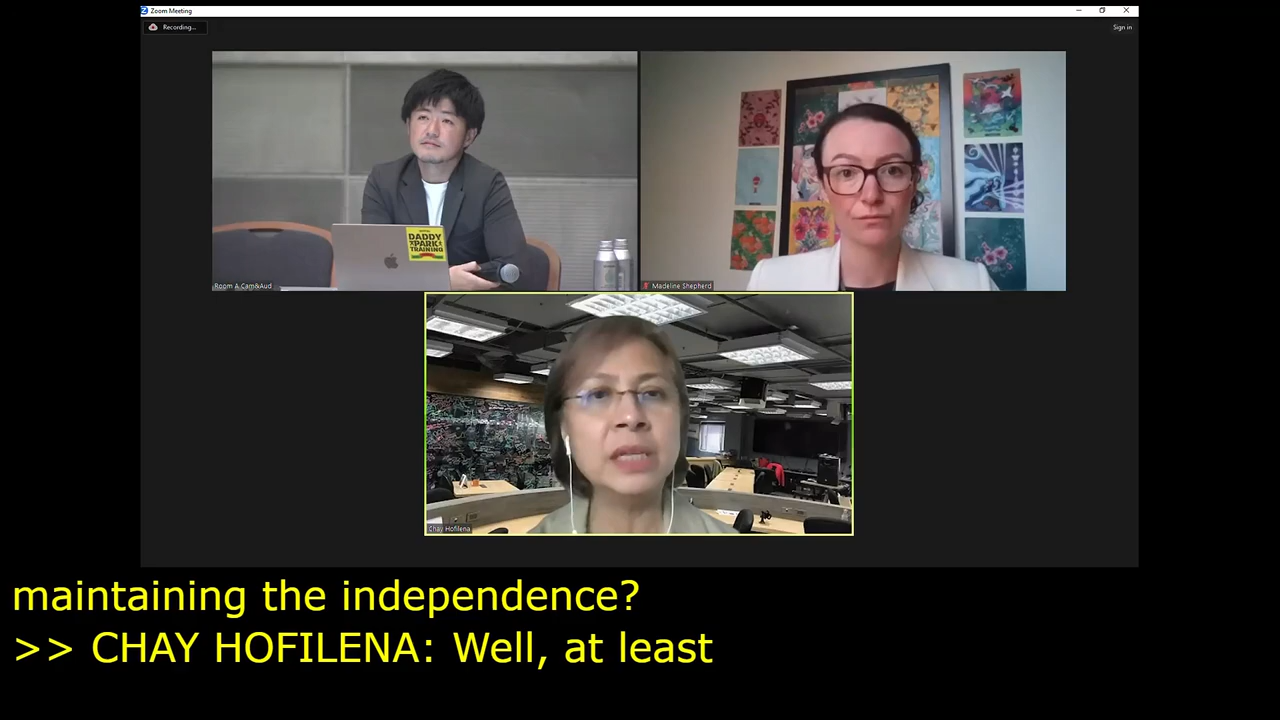 Zoom Meeting
Recording...
Sign in
DADDY
PARK
TRAINING
Room A Cam&Aud
Madeline Shepherd
Chay Hofilena
maintaining the independence?
>> CHAY HOFILENA: Well, at least